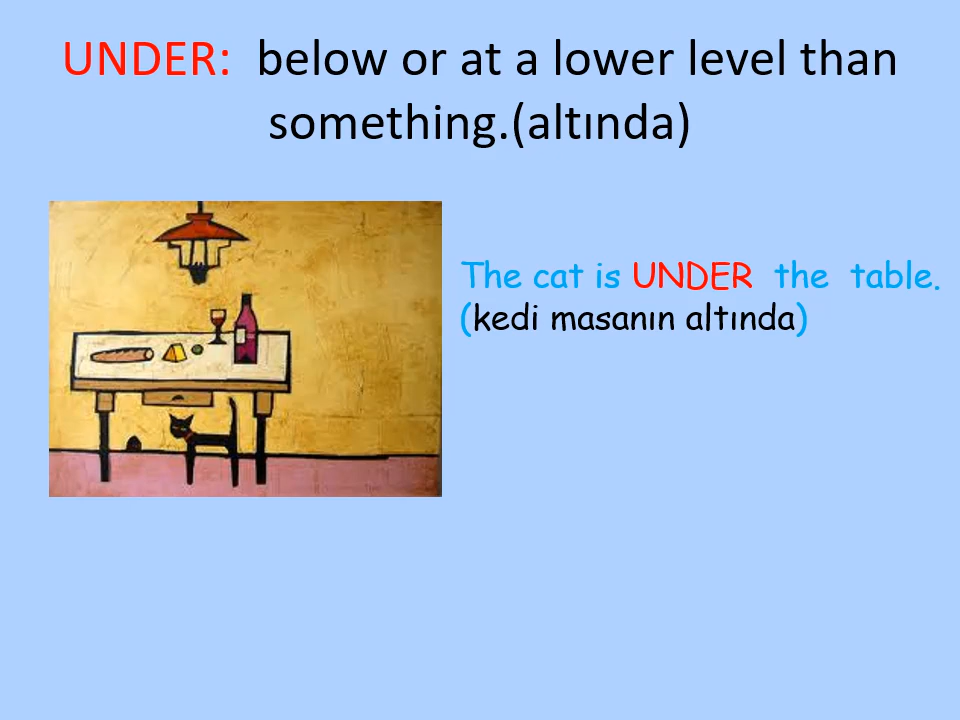 UNDER: below or at a lower level than
something.(altında)
The cat is UNDER the table.
(kedi masanın altında)